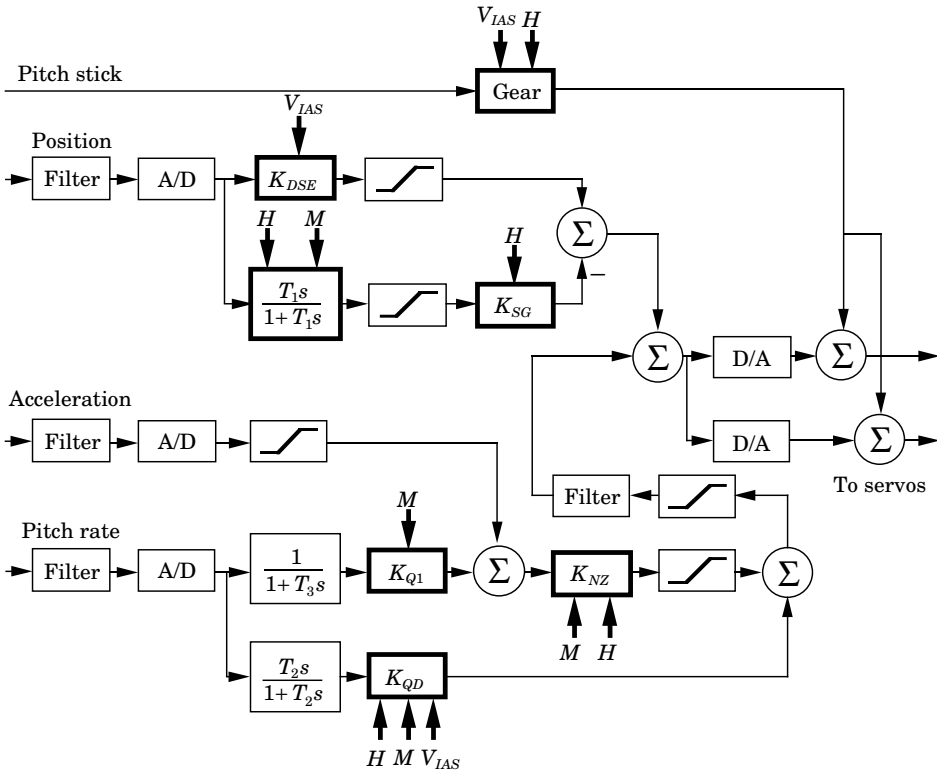 V_IAS H
Pitch stick
Gear
V_IAS
Position
Filter A/D K_DSE
Σ
H M
H
T_1s
1+ T_1s
K_SG
−
Σ D/A Σ
Acceleration
Filter A/D
D/A Σ
To servos
Filter
M
Pitch rate
Filter A/D
1
1+ T_3s
K_Q1 Σ K_NZ Σ
M H
T_2s
1+ T_2s
K_QD
H M V_IAS